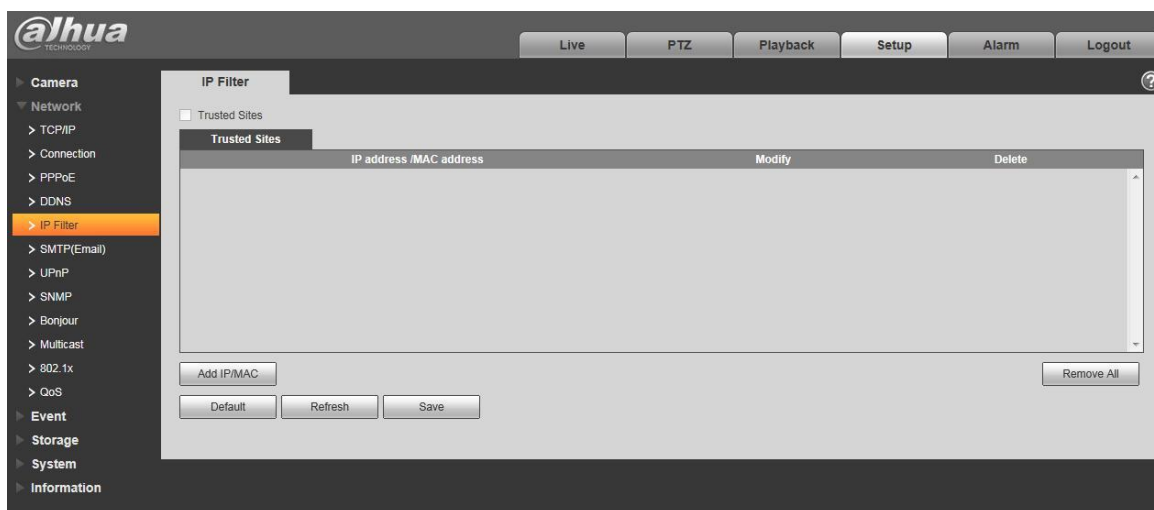 alhua
TECHNOLOGY
Live PTZ Playback Setup Alarm Logout
Camera
Network
> TCP/IP
> Connection
> PPPoE
> DDNS
> IP Filter
> SMTP(Email)
> UPnP
> SNMP
> Bonjour
> Multicast
> 802.1x
> QoS
Event
Storage
System
Information
IP Filter
?
Trusted Sites
Trusted Sites
IP address /MAC address Modify Delete
Add IP/MAC Remove All
Default Refresh Save